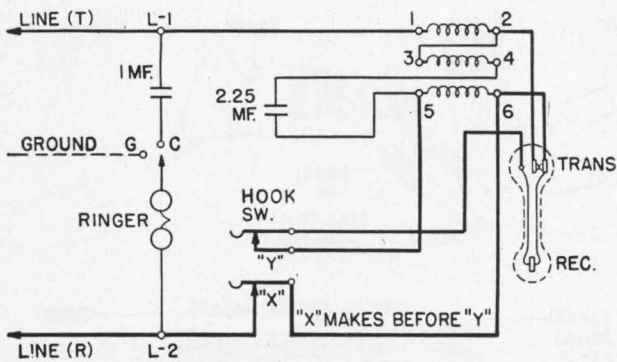 LINE (T) L-1 1 2
3 4
1 MF.
2.25
MF.
5 6
GROUND G C
TRANS
RINGER
HOOK
SW.
"Y"
REC.
"X"
"X" MAKES BEFORE "Y"
LINE (R) L-2